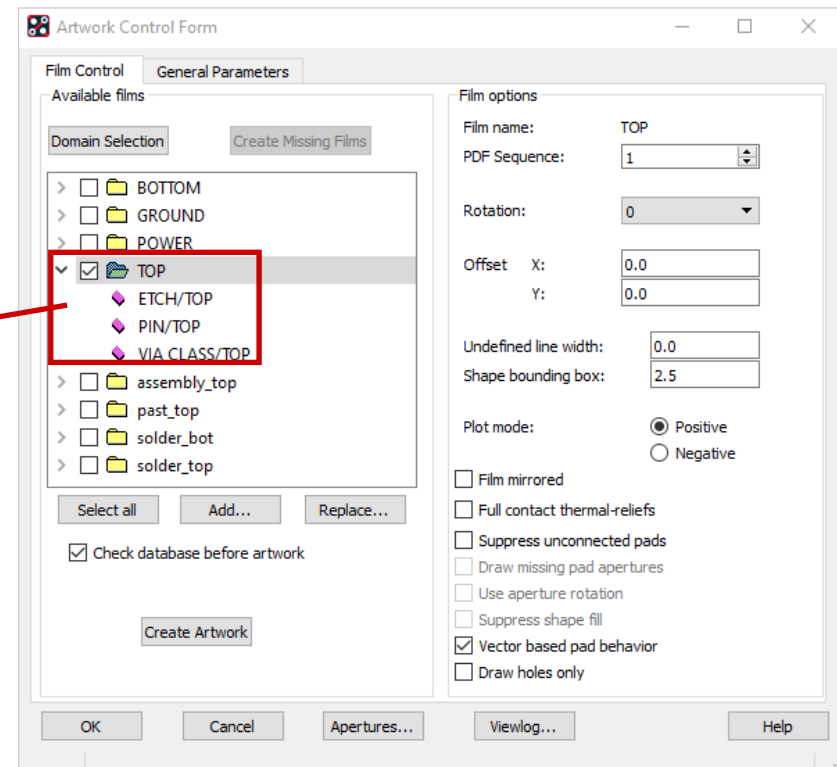 Artwork Control Form
Film Control General Parameters
Available films
Domain Selection Create Missing Films
BOTTOM
GROUND
POWER
TOP
ETCH/TOP
PIN/TOP
VIA CLASS/TOP
assembly_top
past_top
solder_bot
solder_top
Select all Add... Replace...
Check database before artwork
Create Artwork
Film options
Film name: TOP
PDF Sequence: 1
Rotation: 0
Offset X: 0.0
Y: 0.0
Undefined line width: 0.0
Shape bounding box: 2.5
Plot mode: Positive
Negative
Film mirrored
Full contact thermal-reliefs
Suppress unconnected pads
Draw missing pad apertures
Use aperture rotation
Suppress shape fill
Vector based pad behavior
Draw holes only
OK Cancel Apertures... Viewlog... Help